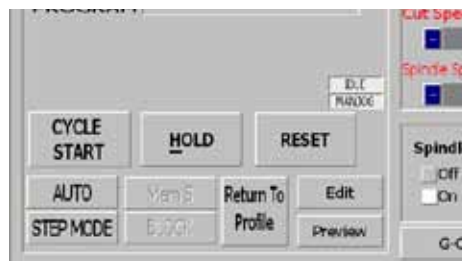 PROGRAM
Cut Spe
Spindle Sp
IDLE
CYCLE
START
HOLD
RESET
Spindl
Off
On
AUTO
Return To
Profile
Edit
STEP MODE
Preview
G-C